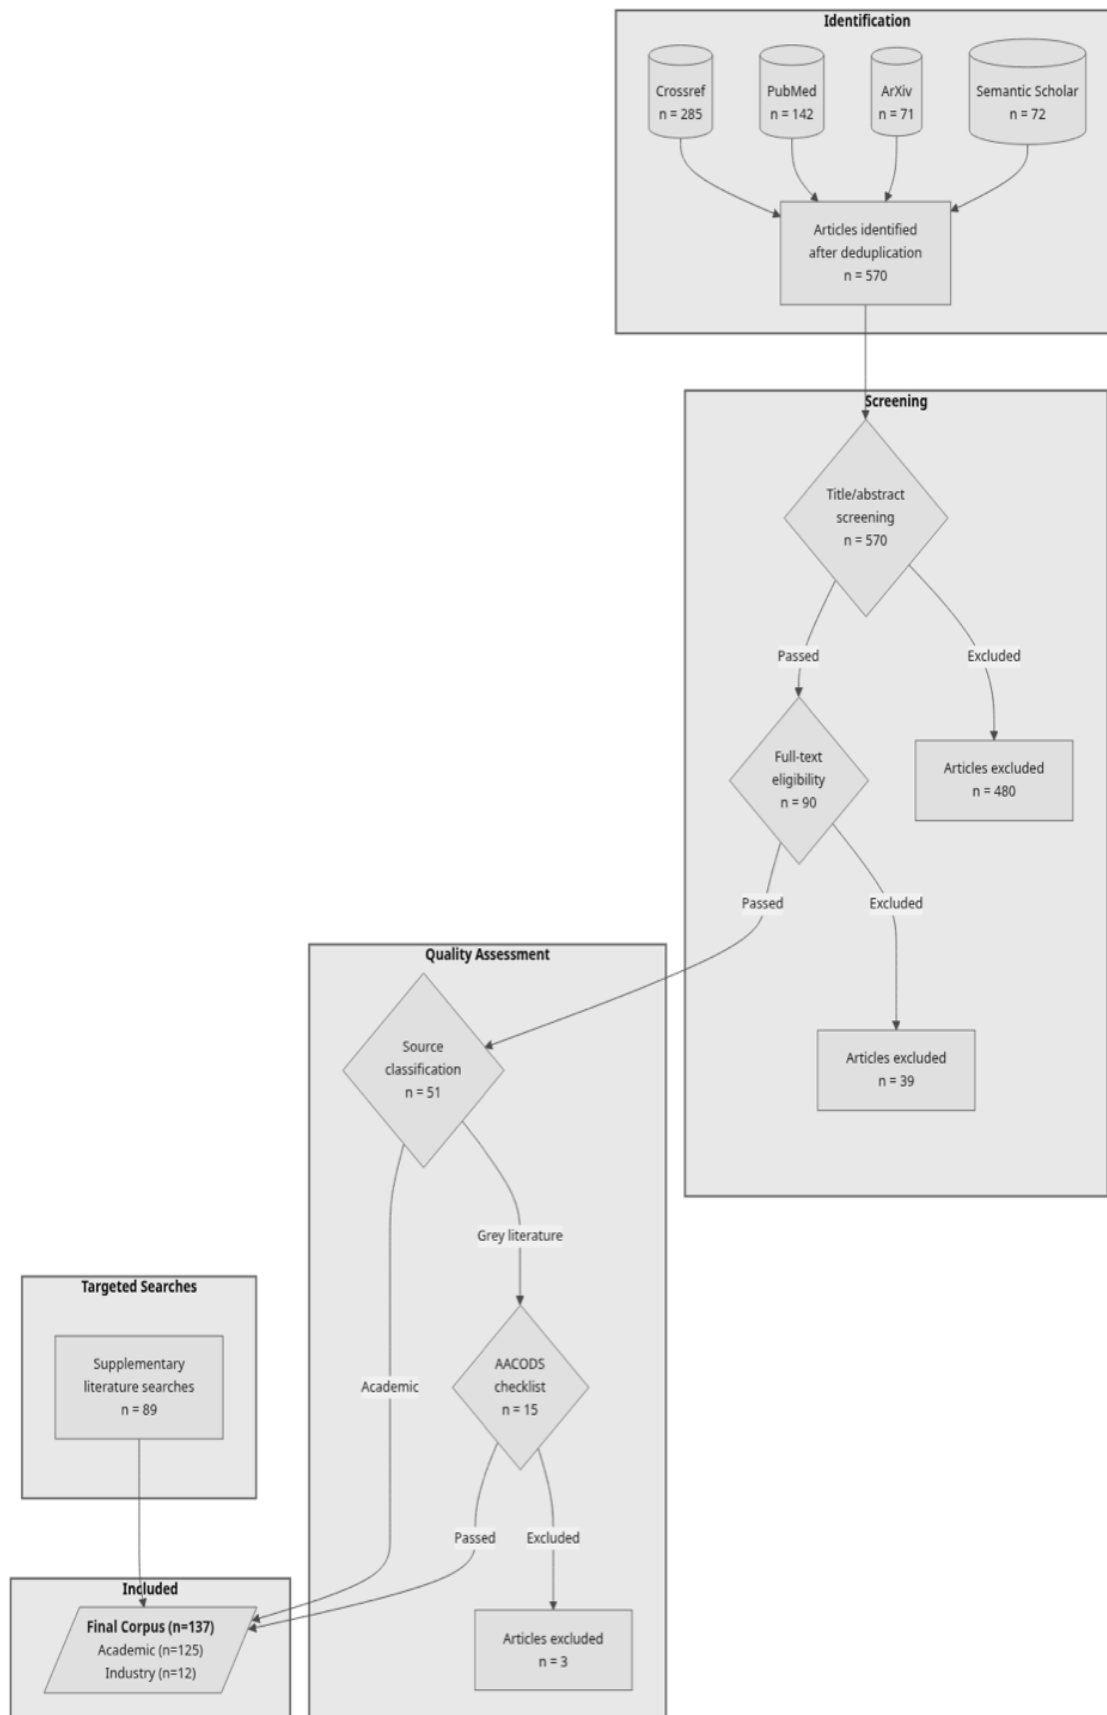 Identification
Crossref
n = 285
PubMed
n = 142
ArXiv
n = 71
Semantic Scholar
n = 72
Articles identified
after deduplication
n = 570
Screening
Title/abstract
screening
n = 570
Passed
Excluded
Full-text
eligibility
n = 90
Articles excluded
n = 480
Passed
Excluded
Articles excluded
n = 39
Quality Assessment
Source
classification
n = 51
Grey literature
Academic
AACODS
checklist
n = 15
Passed
Excluded
Articles excluded
n = 3
Targeted Searches
Supplementary
literature searches
n = 89
Included
Final Corpus (n=137)
Academic (n=125)
Industry (n=12)